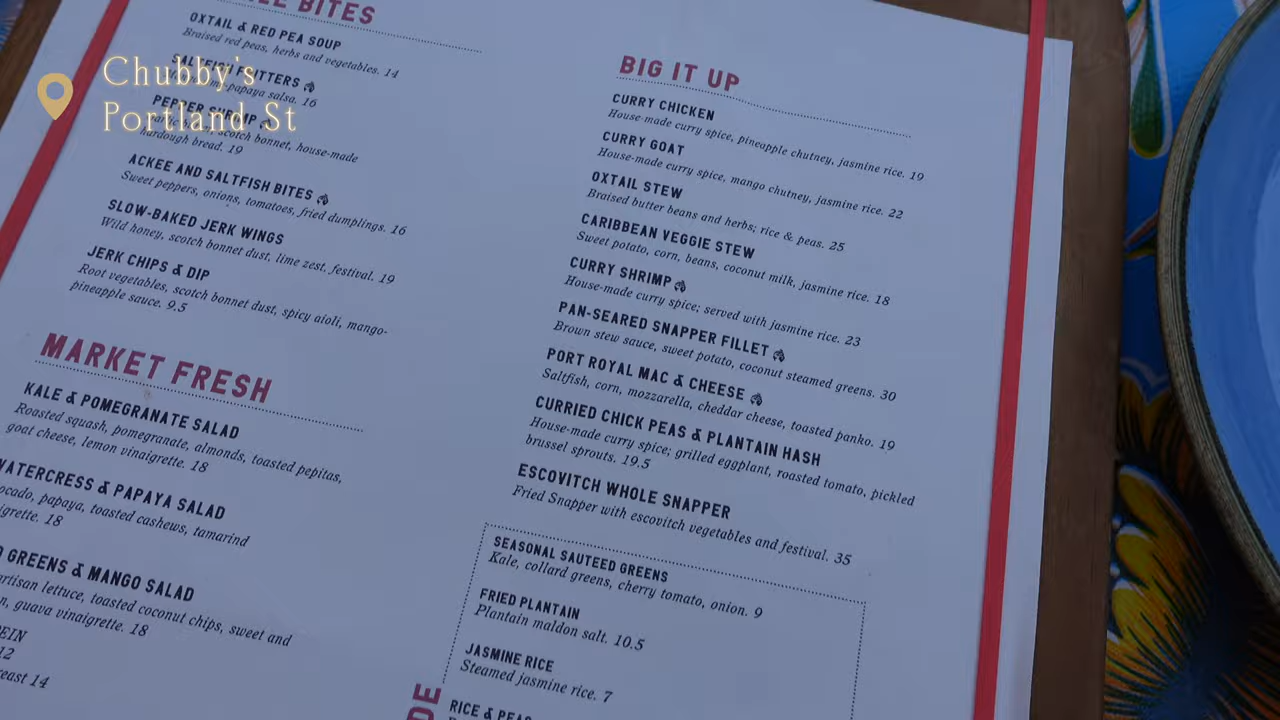 Chubby's
Portland St
BITES
OXTAIL & RED PEA SOUP
Braised red peas, herbs and vegetables. 14
papaya salsa. 16
PEPPER SHRIMP
scotch bonnet, house-made
hardough bread. 19
ACKEE AND SALTFISH BITES
Sweet peppers, onions, tomatoes, fried dumplings. 16
SLOW-BAKED JERK WINGS
Wild honey, scotch bonnet dust, lime zest, festival. 19
JERK CHIPS & DIP
Root vegetables, scotch bonnet dust, spicy aioli, mango-
pineapple sauce. 9.5
MARKET FRESH
KALE & POMEGRANATE SALAD
Roasted squash, pomegranate, almonds, toasted pepitas,
goat cheese, lemon vinaigrette. 18
WATERCRESS & PAPAYA SALAD
ocado, papaya, toasted cashews, tamarind
igrette. 18
GREENS & MANGO SALAD
artisan lettuce, toasted coconut chips, sweet and
n, guava vinaigrette. 18
EIN
12
reast 14
BIG IT UP
CURRY CHICKEN
House-made curry spice, pineapple chutney, jasmine rice. 19
CURRY GOAT
House-made curry spice, mango chutney, jasmine rice. 22
OXTAIL STEW
Braised butter beans and herbs; rice & peas. 25
CARIBBEAN VEGGIE STEW
Sweet potato, corn, beans, coconut milk, jasmine rice. 18
CURRY SHRIMP
House-made curry spice; served with jasmine rice. 23
PAN-SEARED SNAPPER FILLET
Brown stew sauce, sweet potato, coconut steamed greens. 30
PORT ROYAL MAC & CHEESE
Saltfish, corn, mozzarella, cheddar cheese, toasted panko. 19
CURRIED CHICK PEAS & PLANTAIN HASH
House-made curry spice; grilled eggplant, roasted tomato, pickled
brussel sprouts. 19.5
ESCOVITCH WHOLE SNAPPER
Fried Snapper with escovitch vegetables and festival. 35
SEASONAL SAUTEED GREENS
Kale, collard greens, cherry tomato, onion. 9
FRIED PLANTAIN
Plantain maldon salt. 10.5
JASMINE RICE
Steamed jasmine rice. 7
RICE & PEAS
DE